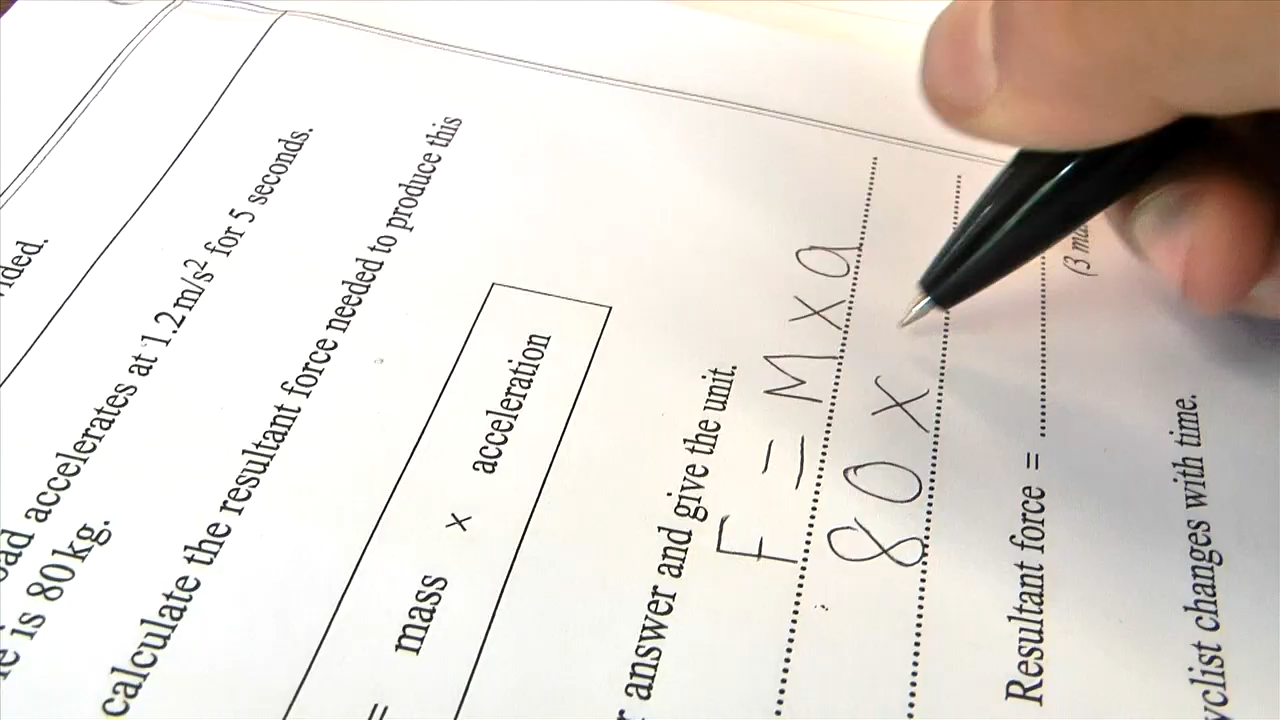 ided.
ad accelerates at 1.2 m/s² for 5 seconds.
is 80 kg.
calculate the resultant force needed to produce this
= mass × acceleration
answer and give the unit.
F = M x a
80 x
Resultant force =
(3 ma
yclist changes with time.